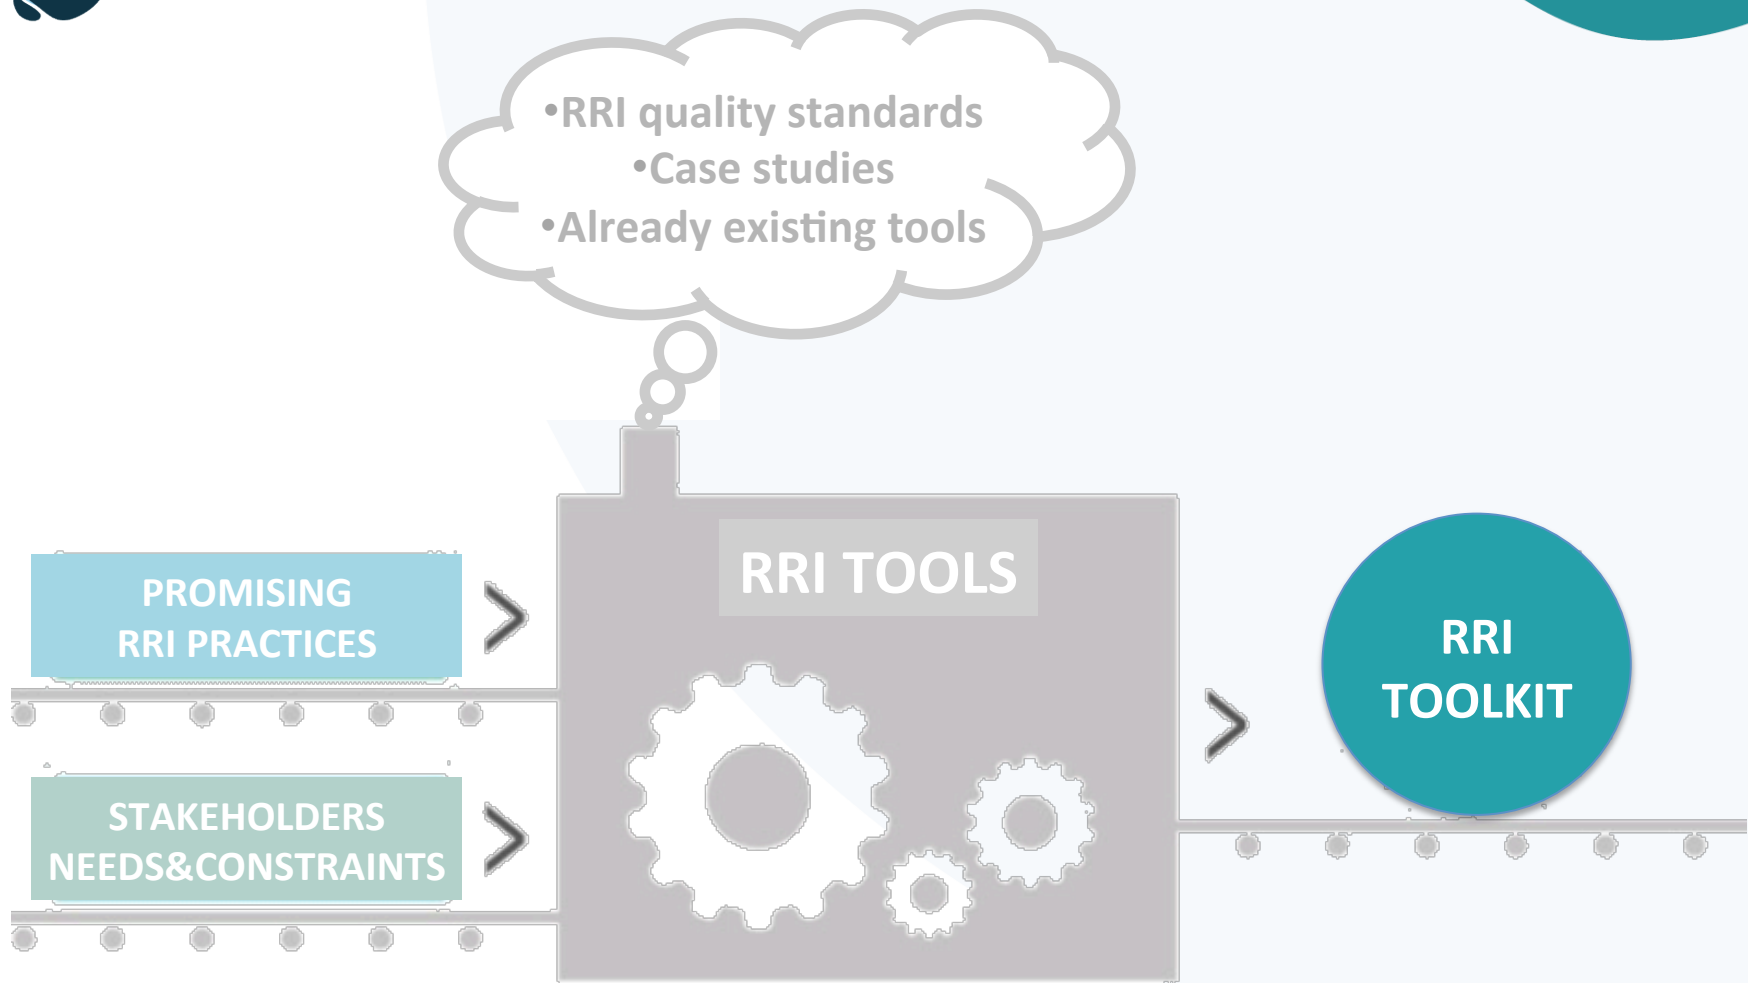 •RRI quality standards
•Case studies
•Already existing tools
RRI TOOLS
PROMISING
RRI PRACTICES
STAKEHOLDERS
NEEDS&CONSTRAINTS
RRI
TOOLKIT